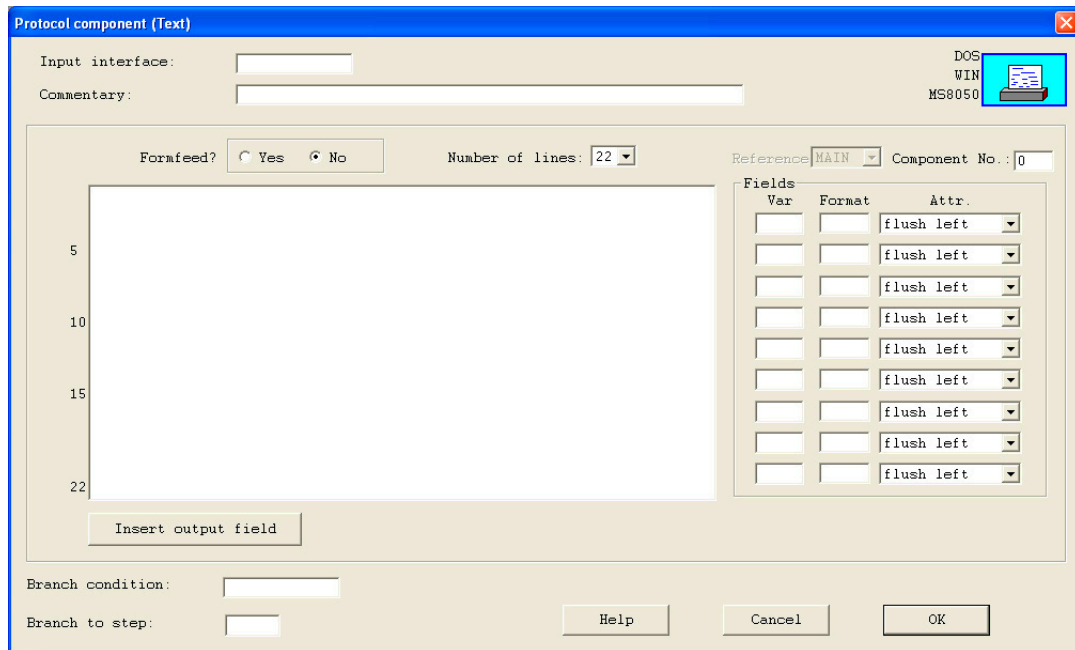 Protocol component (Text)
Input interface:
DOS
WIN
Commentary:
MS8050
Formfeed? Yes No Number of lines: 22 Reference MAIN Component No.: 0
Fields
Var Format Attr.
flush left
5 flush left
flush left
10 flush left
flush left
15 flush left
flush left
flush left
22 flush left
Insert output field
Branch condition:
Branch to step: Help Cancel OK